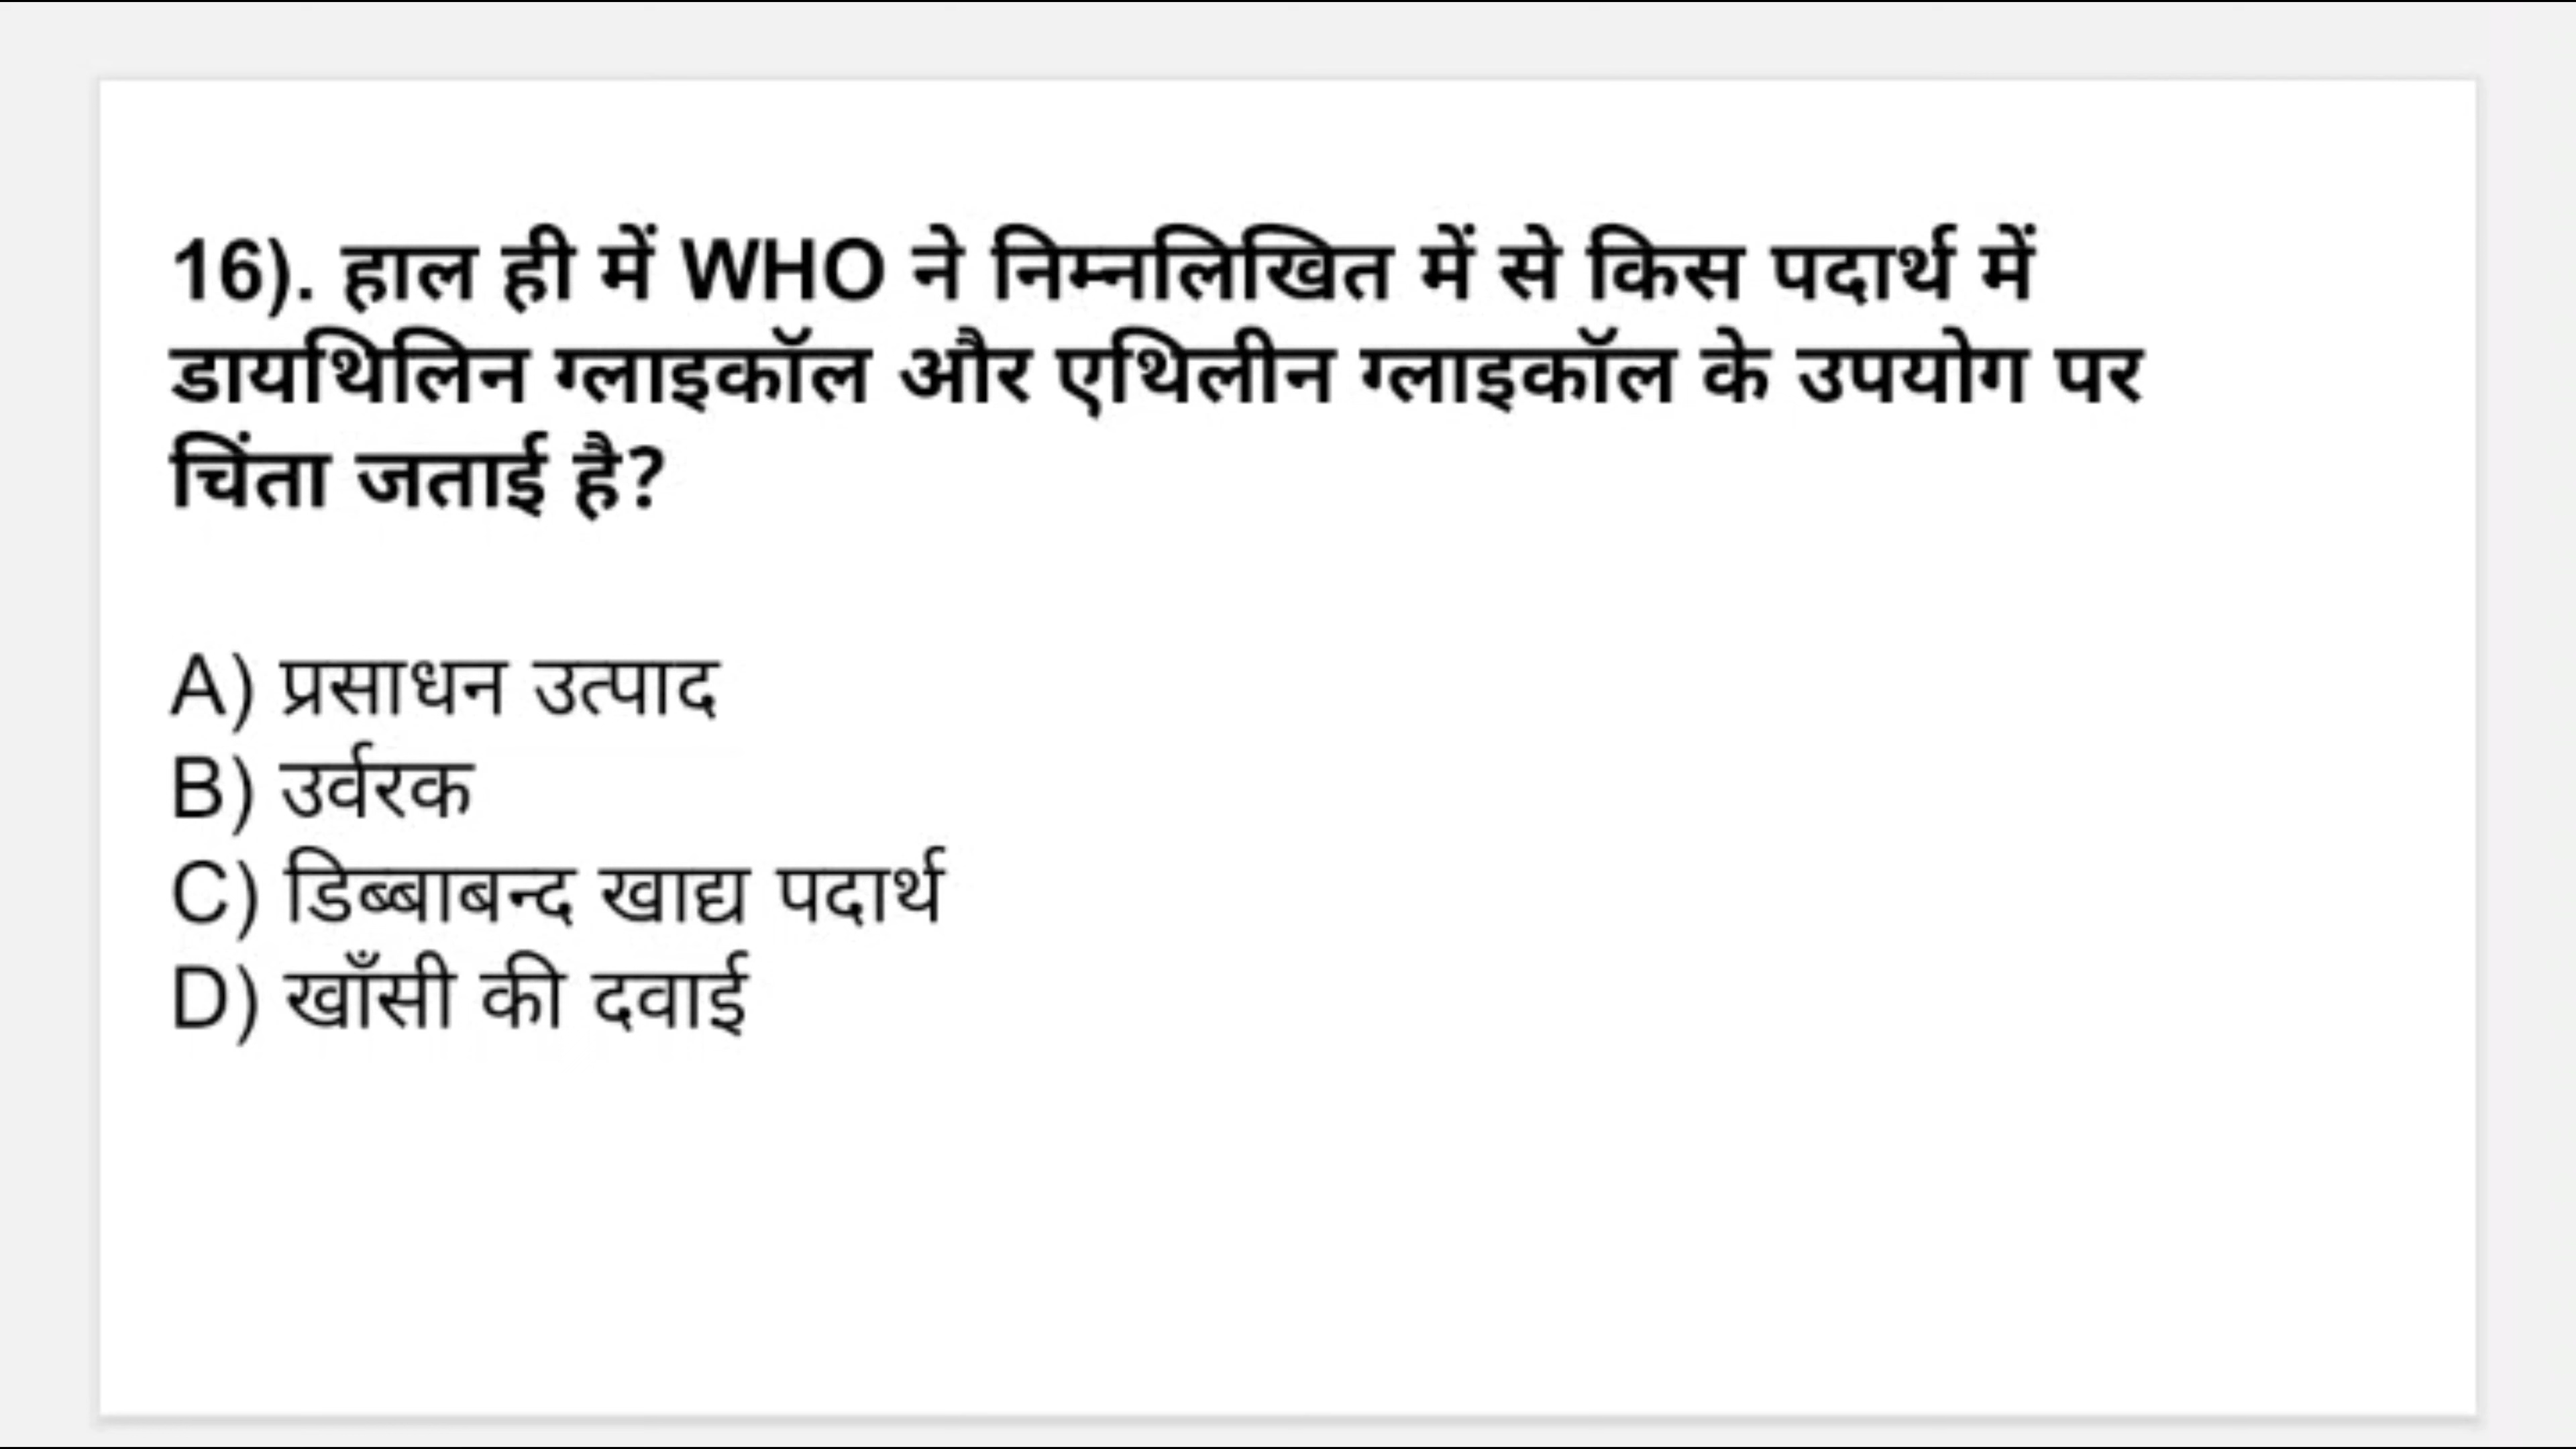 16). हाल ही में WHO ने निम्नलिखित में से किस पदार्थ में
डायथिलिन ग्लाइकॉल और एथिलीन ग्लाइकॉल के उपयोग पर
चिंता जताई है?
A) प्रसाधन उत्पाद
B) उर्वरक
C) डिब्बाबन्द खाद्य पदार्थ
D) खाँसी की दवाई